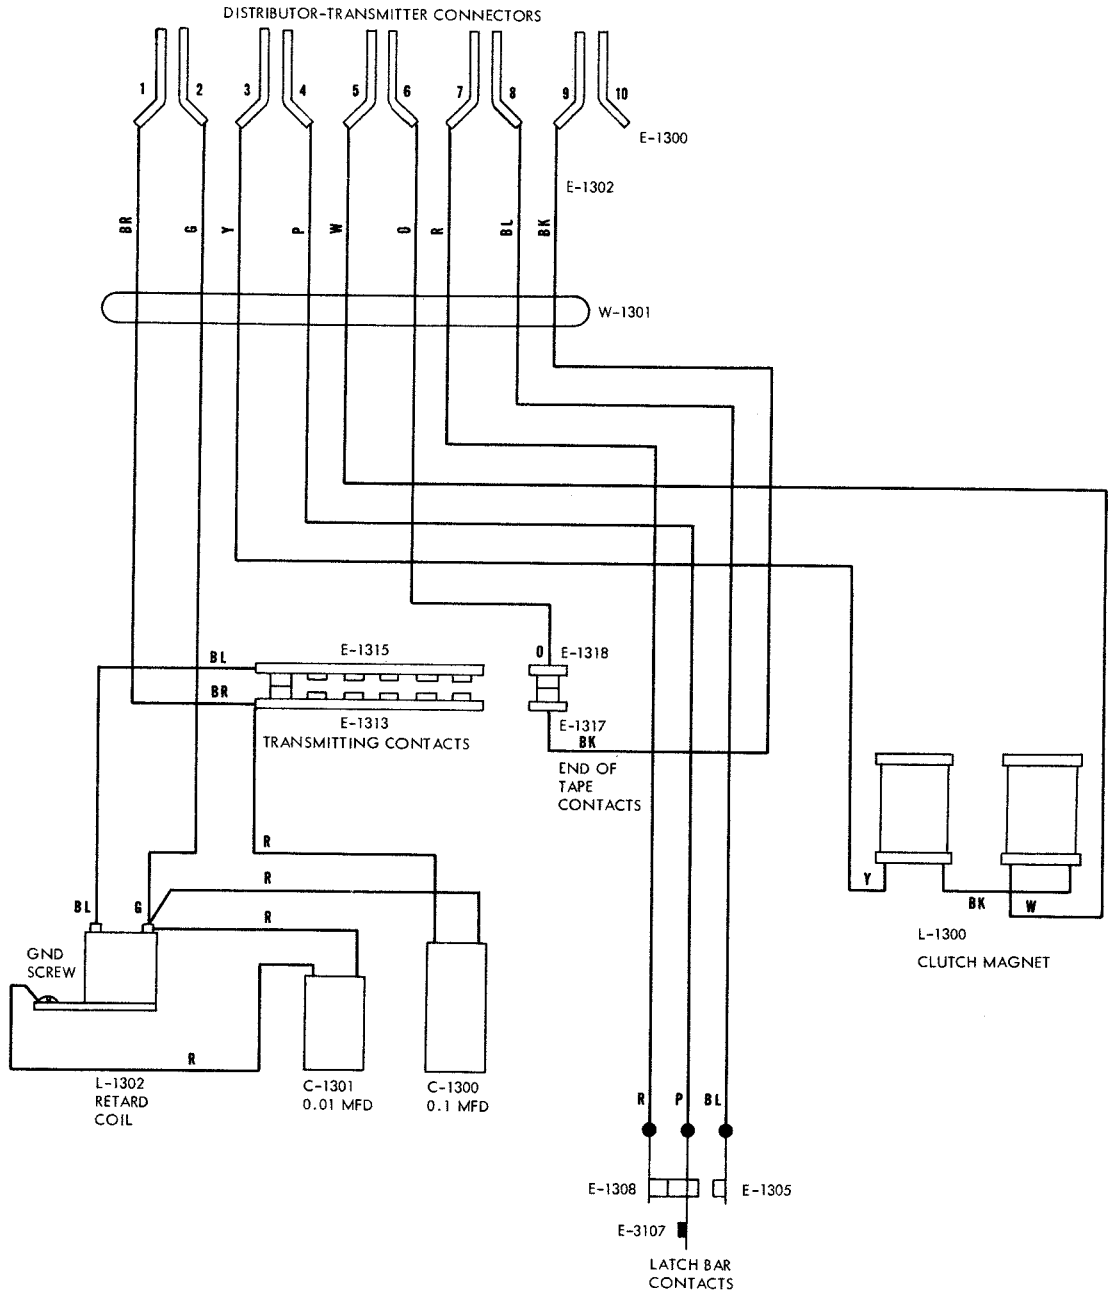 DISTRIBUTOR-TRANSMITTER CONNECTORS
1 2 3 4 5 6 7 8 9 10
E-1300
E-1302
BR G Y P W O R BL BK
W-1301
BL
E-1315
O
E-1318
BR
E-1313
E-1317
TRANSMITTING CONTACTS
BK
END OF
TAPE
CONTACTS
R
R
Y
BL
G
R
BK
W
L-1300
CLUTCH MAGNET
GND
SCREW
R
L-1302
RETARD
COIL
C-1301
0.01 MFD
C-1300
0.1 MFD
R P BL
E-1308
E-1305
E-3107
LATCH BAR
CONTACTS